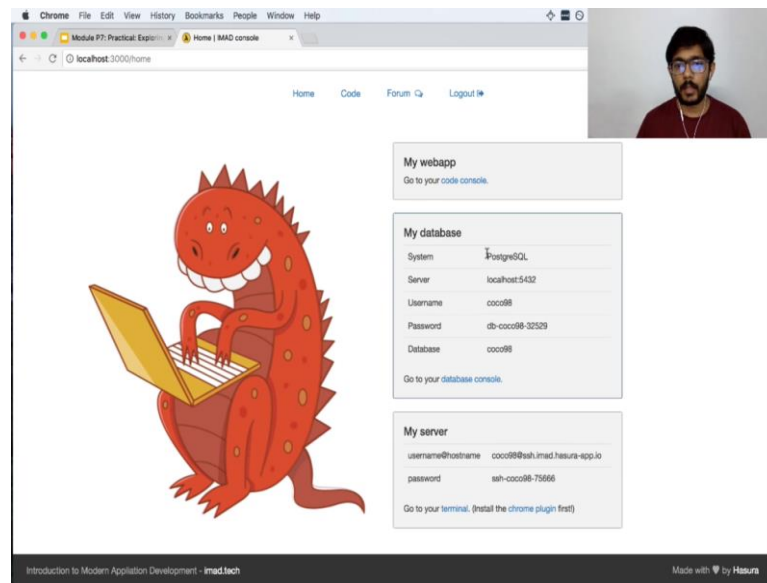 Chrome File Edit View History Bookmarks People Window Help
Module P7: Practical: Explorin
Home | IMAD console
localhost:3000/home
Home Code Forum Logout
My webapp
Go to your code console.
My database
System PostgreSQL
Server localhost:5432
Username coco98
Password db-coco98-32529
Database coco98
Go to your database console.
My server
username@hostname coco98@ssh.imad.hasura-app.io
password ssh-coco98-75666
Go to your terminal. (Install the chrome plugin first!)
Introduction to Modern Appliation Development - imad.tech
Made with by Hasura